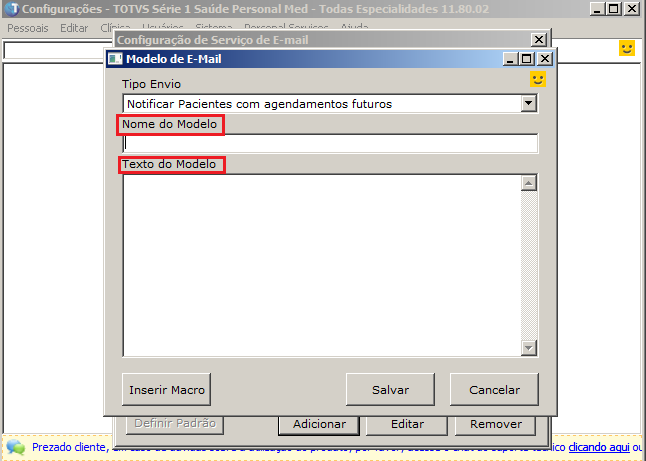 Configurações - TOTVS Série 1 Saúde Personal Med - Todas Especialidades 11.80.02
Pessoais Editar Clínica Usuários Sistema Personal Services Ajuda
Configuração de Serviço de E-mail
Modelo de E-Mail
Tipo Envio
Notificar Pacientes com agendamentos futuros
Nome do Modelo
Texto do Modelo
Inserir Macro Salvar Cancelar
Definir Padrão Adicionar Editar Remover
Prezado cliente, clicando aqui ou